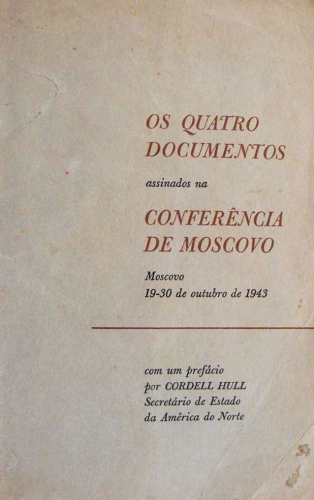 OS QUATRO
DOCUMENTOS
assinados na
CONFERÊNCIA
DE MOSCOVO
Moscovo
19-30 de outubro de 1943
com um prefácio
por CORDELL HULL
Secretário de Estado
da América do Norte